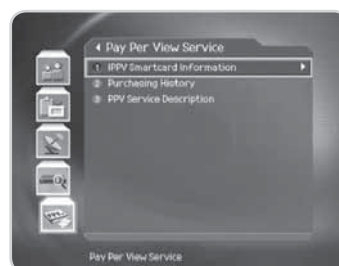 Pay Per View Service
1 IPPV Smartcard Information
2 Purchasing History
3 PPV Service Description
Pay Per View Service